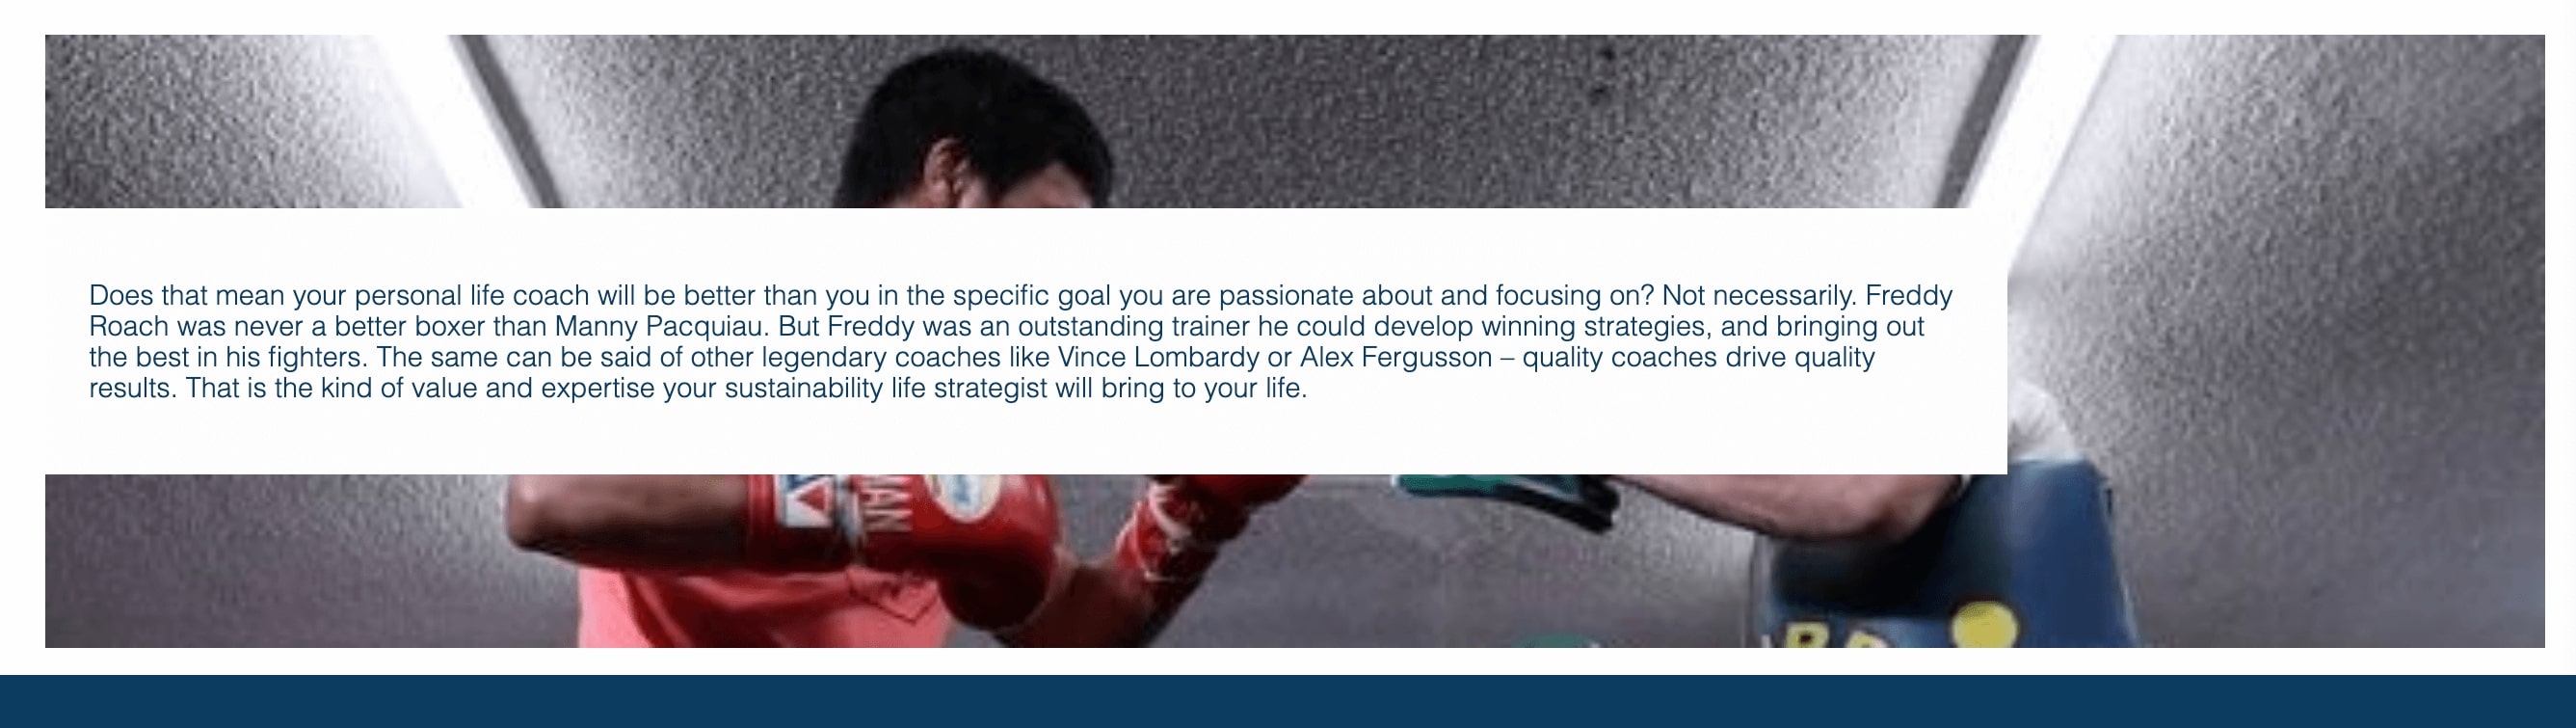 Does that mean your personal life coach will be better than you in the specific goal you are passionate about and focusing on? Not necessarily. Freddy
Roach was never a better boxer than Manny Pacquiau. But Freddy was an outstanding trainer he could develop winning strategies, and bringing out
the best in his fighters. The same can be said of other legendary coaches like Vince Lombardy or Alex Fergusson – quality coaches drive quality
results. That is the kind of value and expertise your sustainability life strategist will bring to your life.